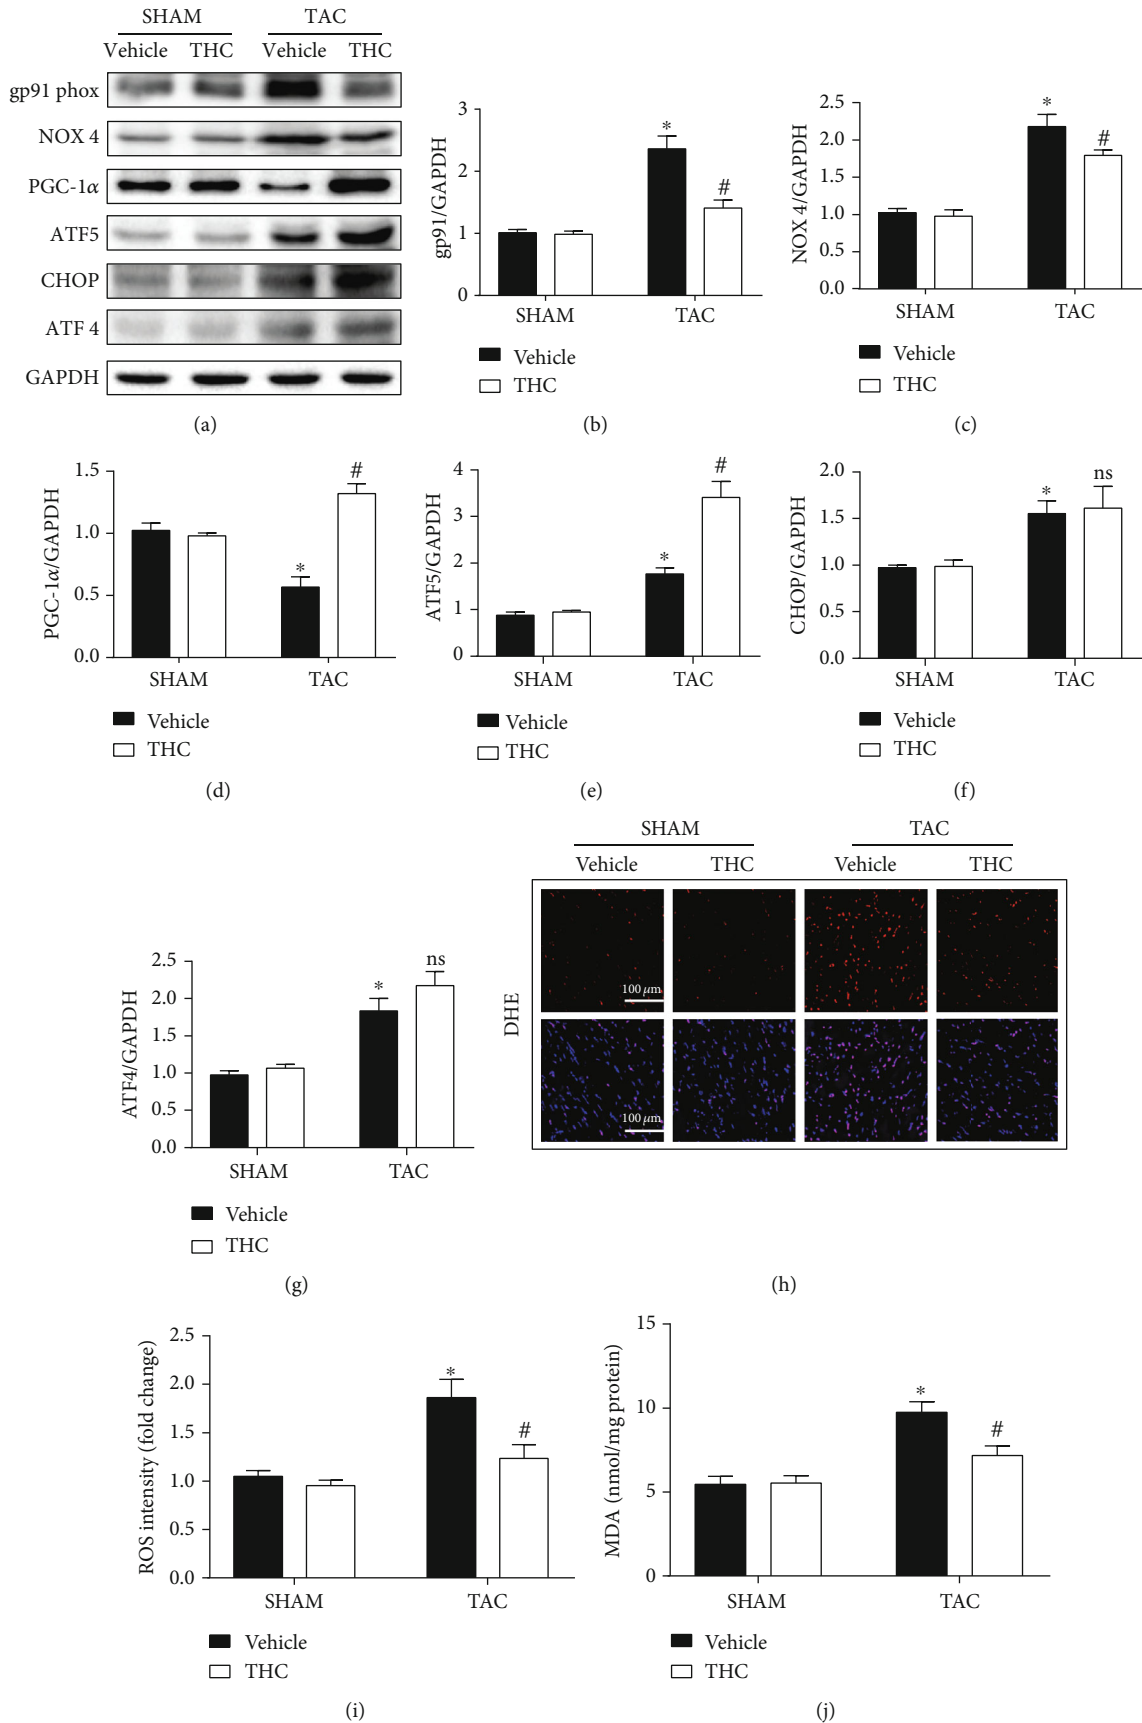 SHAM TAC
Vehicle THC Vehicle THC
gp91 phox
NOX 4
PGC-1α
ATF5
CHOP
ATF 4
GAPDH
(a)
gp91/GAPDH
3
2
1
0
*
#
SHAM TAC
Vehicle
THC
(b)
NOX 4/GAPDH
2.5
2.0
1.5
1.0
0.5
0.0
*
#
SHAM TAC
Vehicle
THC
(c)
PGC-1α/GAPDH
1.5
1.0
0.5
0.0
*
#
SHAM TAC
Vehicle
THC
(d)
ATF5/GAPDH
4
3
2
1
0
*
#
SHAM TAC
Vehicle
THC
(e)
CHOP/GAPDH
2.0
1.5
1.0
0.5
0.0
*
ns
SHAM TAC
Vehicle
THC
(f)
ATF4/GAPDH
2.5
2.0
1.5
1.0
0.5
0.0
*
ns
SHAM TAC
Vehicle
THC
(g)
SHAM TAC
Vehicle THC Vehicle THC
DHE
100 μm
100 μm
(h)
ROS intensity (fold change)
2.5
2.0
1.5
1.0
0.5
0.0
*
#
SHAM TAC
Vehicle
THC
(i)
MDA (nmol/mg protein)
15
10
5
0
*
#
SHAM TAC
Vehicle
THC
(j)